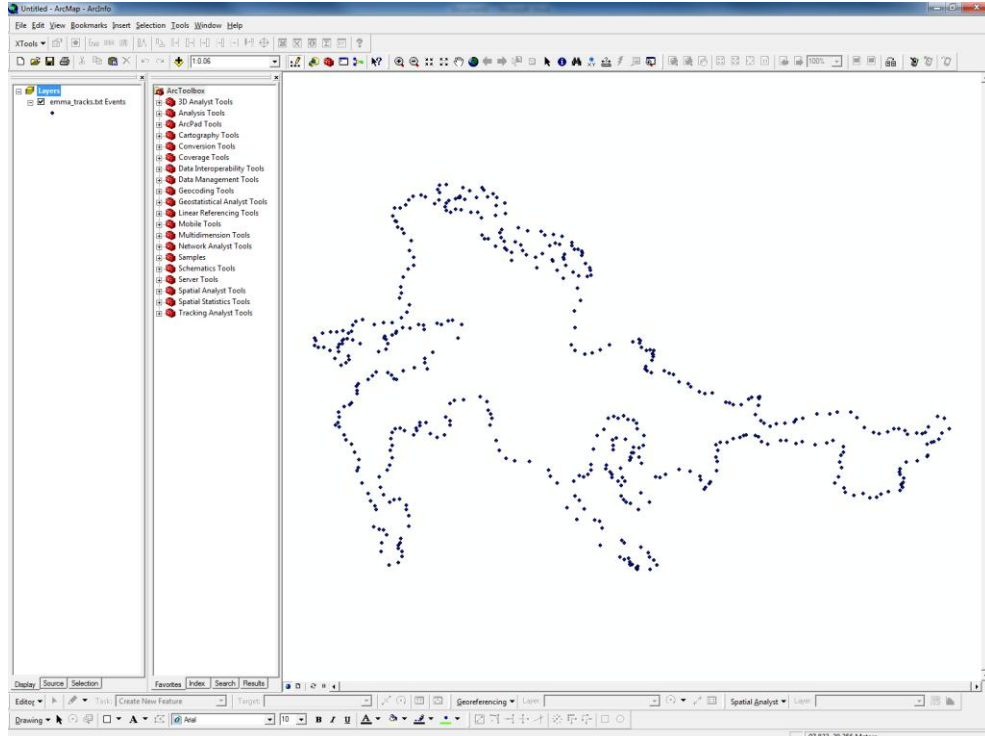 Untitled - ArcMap - ArcInfo
File Edit View Bookmarks Insert Selection Tools Window Help
XTools
1:0.06
100%
Layers
emma_tracks.txt Events
ArcToolbox
3D Analyst Tools
Analysis Tools
ArcPad Tools
Cartography Tools
Conversion Tools
Coverage Tools
Data Interoperability Tools
Data Management Tools
Geocoding Tools
Geostatistical Analyst Tools
Linear Referencing Tools
Mobile Tools
Multidimension Tools
Network Analyst Tools
Samples
Schematics Tools
Server Tools
Spatial Analyst Tools
Spatial Statistics Tools
Tracking Analyst Tools
Display Source Selection
Favorites Index Search Results
Editor Task: Create New Feature Target: Georeferencing Layer: Spatial Analyst Layer:
Drawing A Arial 10 B I U A